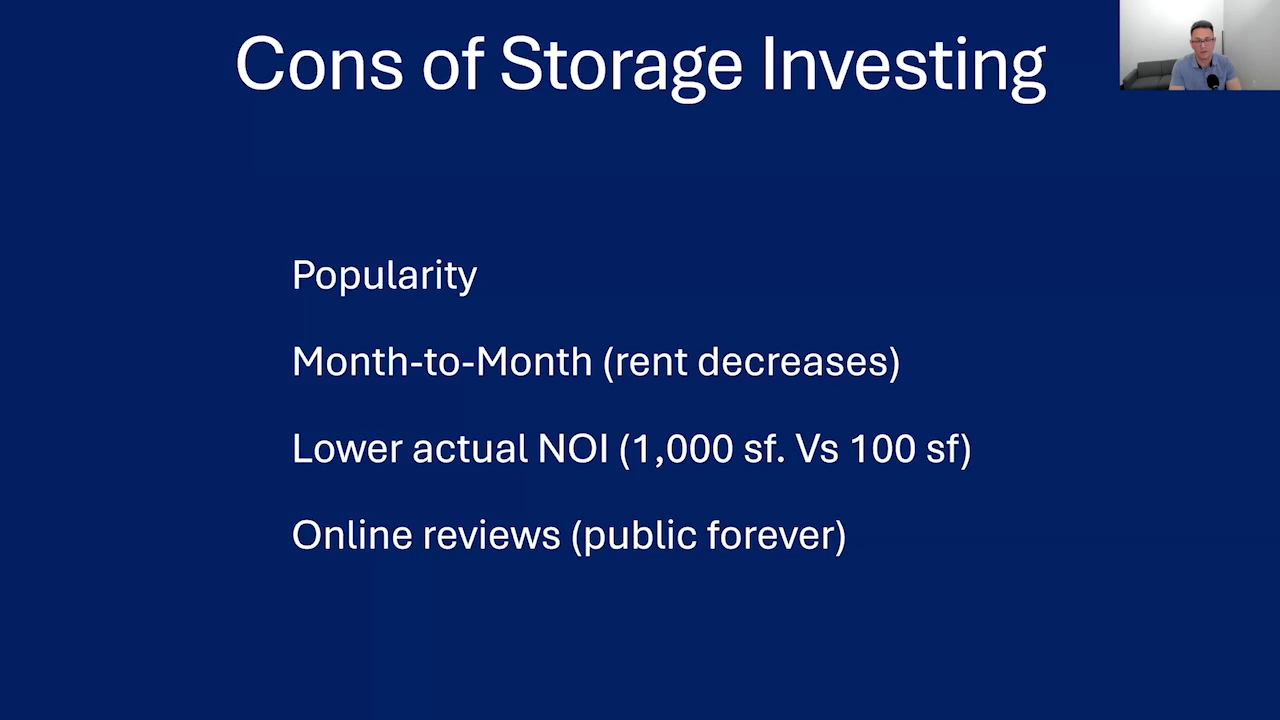 Cons of Storage Investing
Popularity
Month-to-Month (rent decreases)
Lower actual NOI (1,000 sf. Vs 100 sf)
Online reviews (public forever)